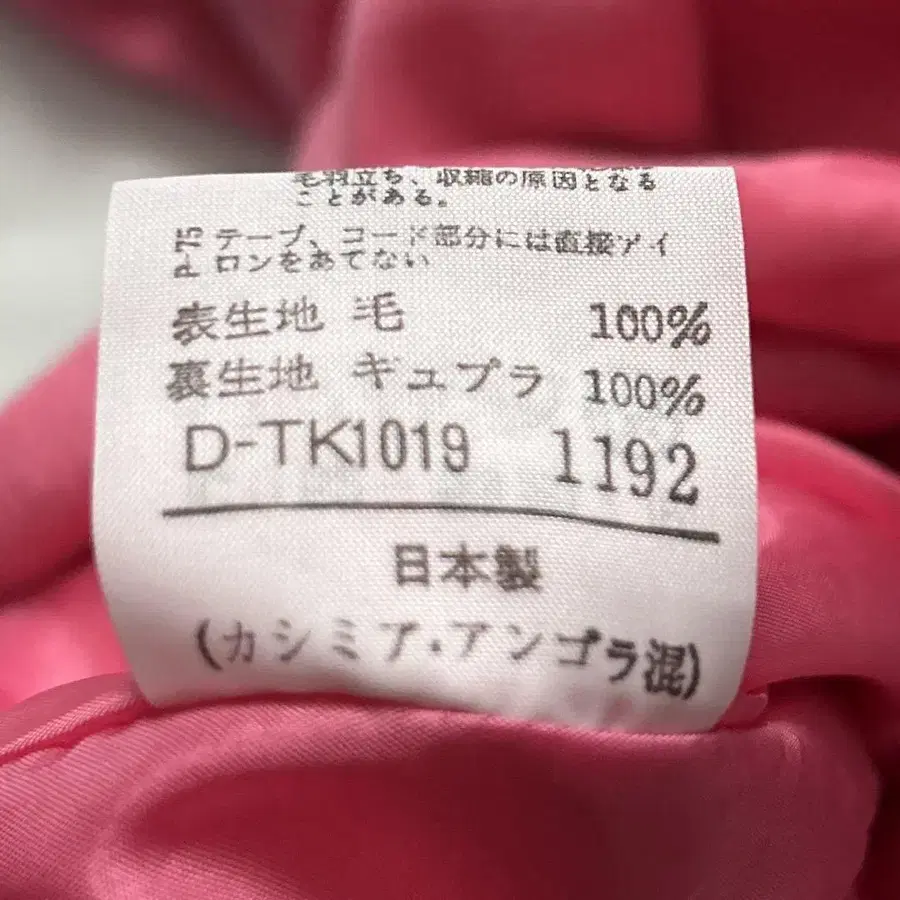 毛羽立ち、収縮の原因となる
ことがある。
P-75 テープ、コード部分には直接アイ
ロンをあてない
表生地 毛 100%
裏生地 キュプラ 100%
D-TK1019 1192
日本製
(カシミア・アンゴラ混)